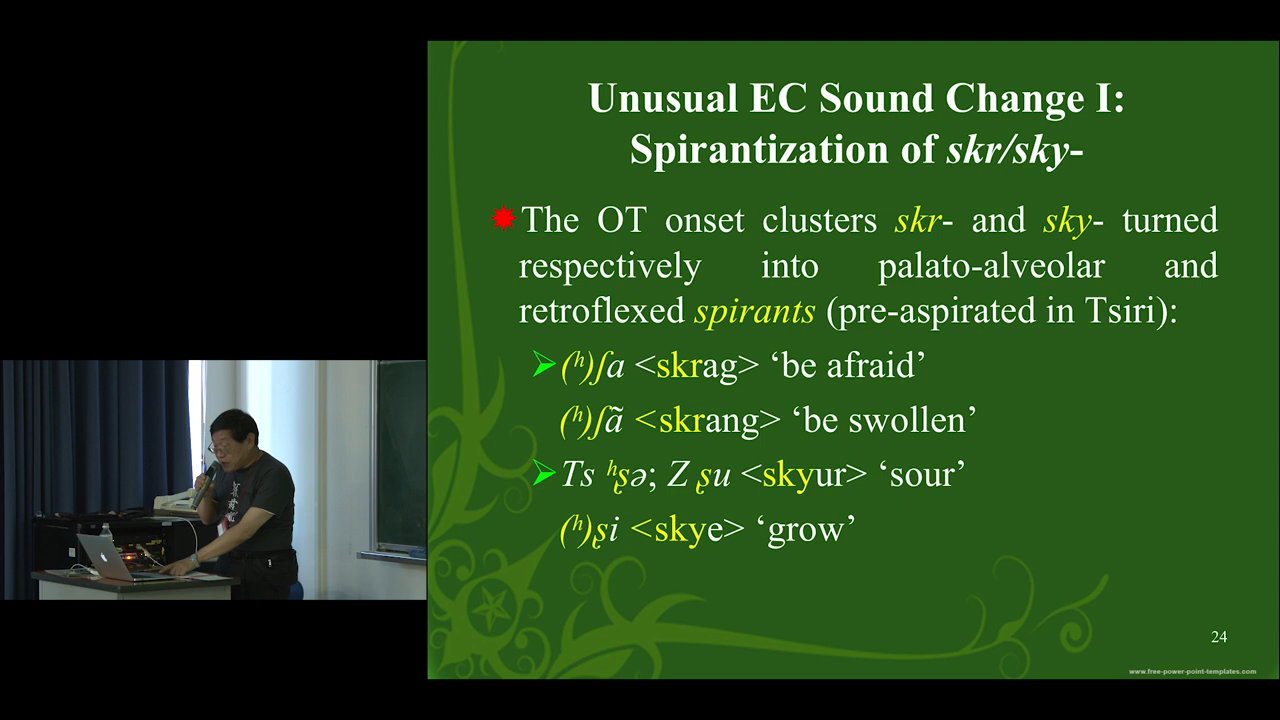 Unusual EC Sound Change I:
Spirantization of skr/sky-
The OT onset clusters skr- and sky- turned
respectively into palato-alveolar and
retroflexed spirants (pre-aspirated in Tsiri):
(ʰ)ʃa <skrag> ‘be afraid’
(ʰ)ʃã <skrang> ‘be swollen’
Ts ʰʂə; Z ʂu <skyur> ‘sour’
(ʰ)ʂi <skye> ‘grow’
24
www.free-power-point-templates.com